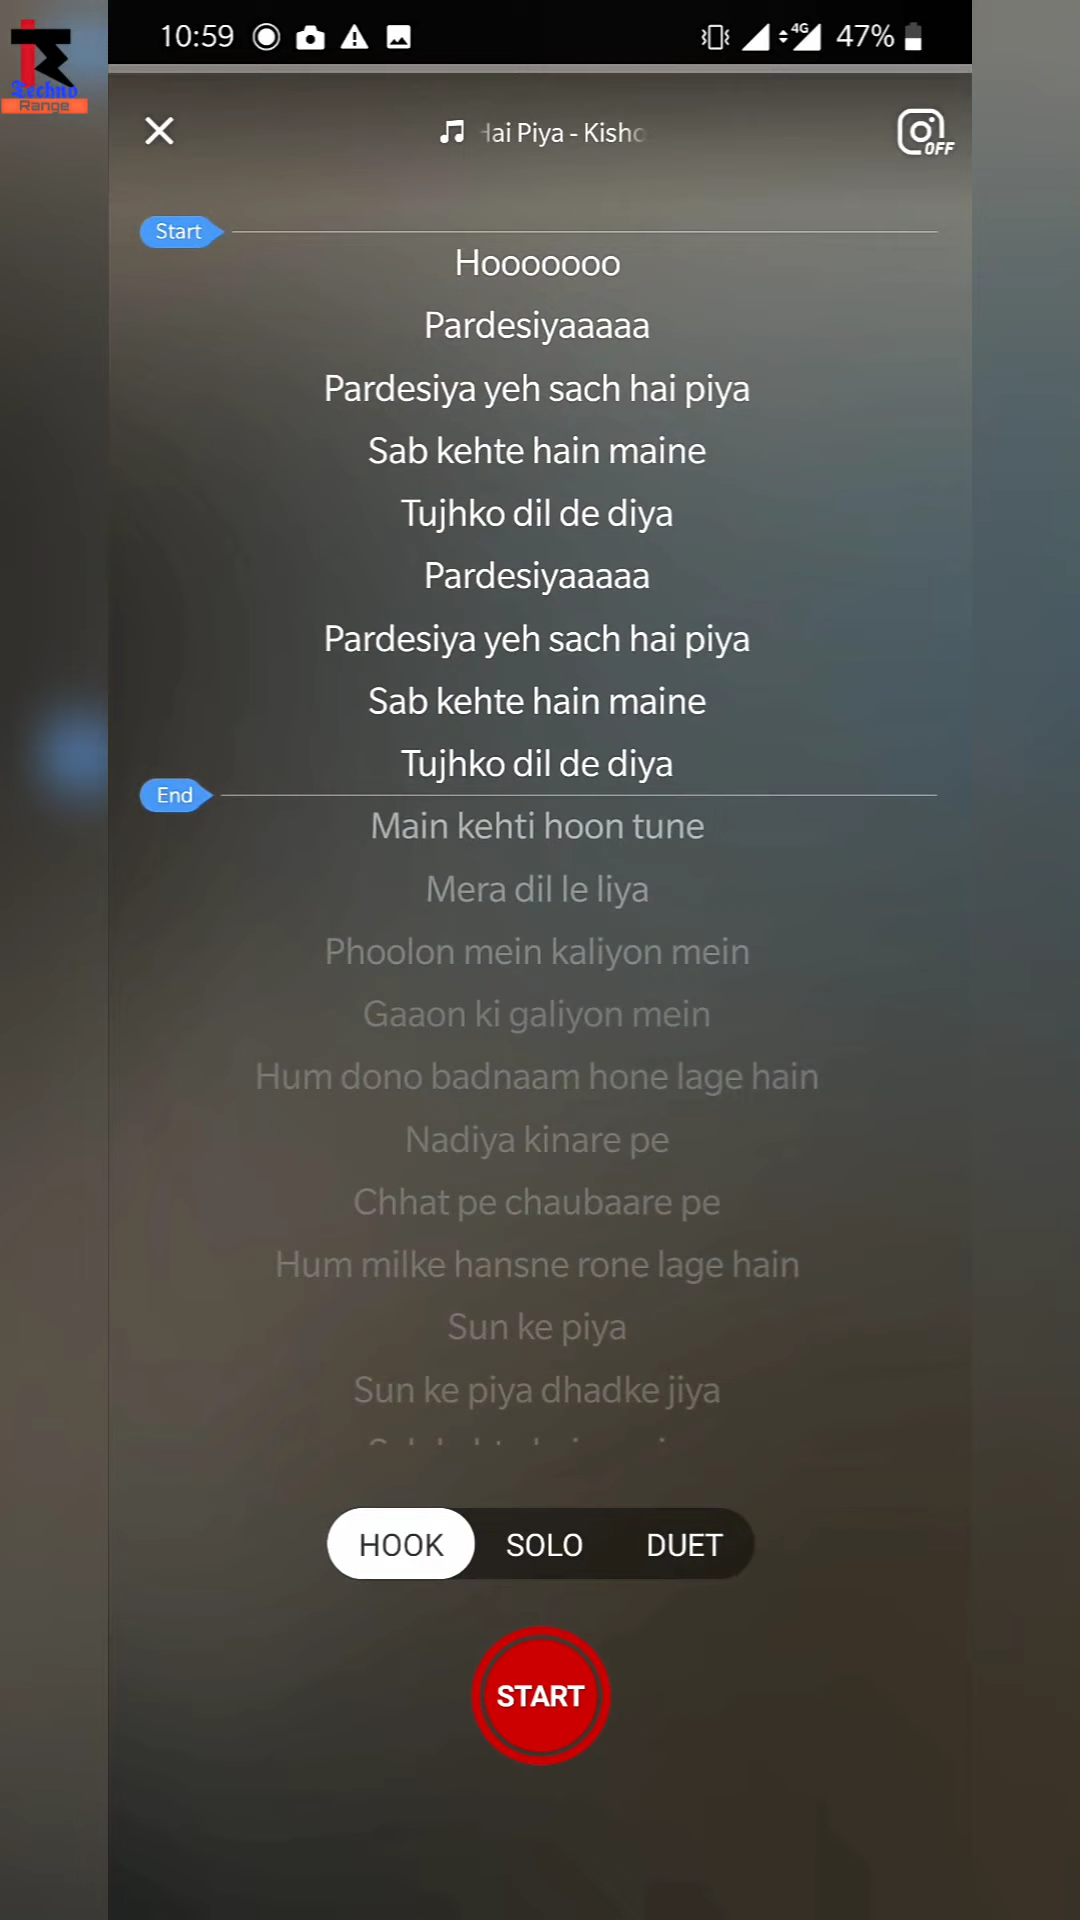 10:59
4G 47%
Techno
Range
Hai Piya - Kisho
OFF
Start
Hooooooo
Pardesiyaaaaa
Pardesiya yeh sach hai piya
Sab kehte hain maine
Tujhko dil de diya
Pardesiyaaaaa
Pardesiya yeh sach hai piya
Sab kehte hain maine
Tujhko dil de diya
End
Main kehti hoon tune
Mera dil le liya
Phoolon mein kaliyon mein
Gaaon ki galiyon mein
Hum dono badnaam hone lage hain
Nadiya kinare pe
Chhat pe chaubaare pe
Hum milke hansne rone lage hain
Sun ke piya
Sun ke piya dhadke jiya
HOOK SOLO DUET
START